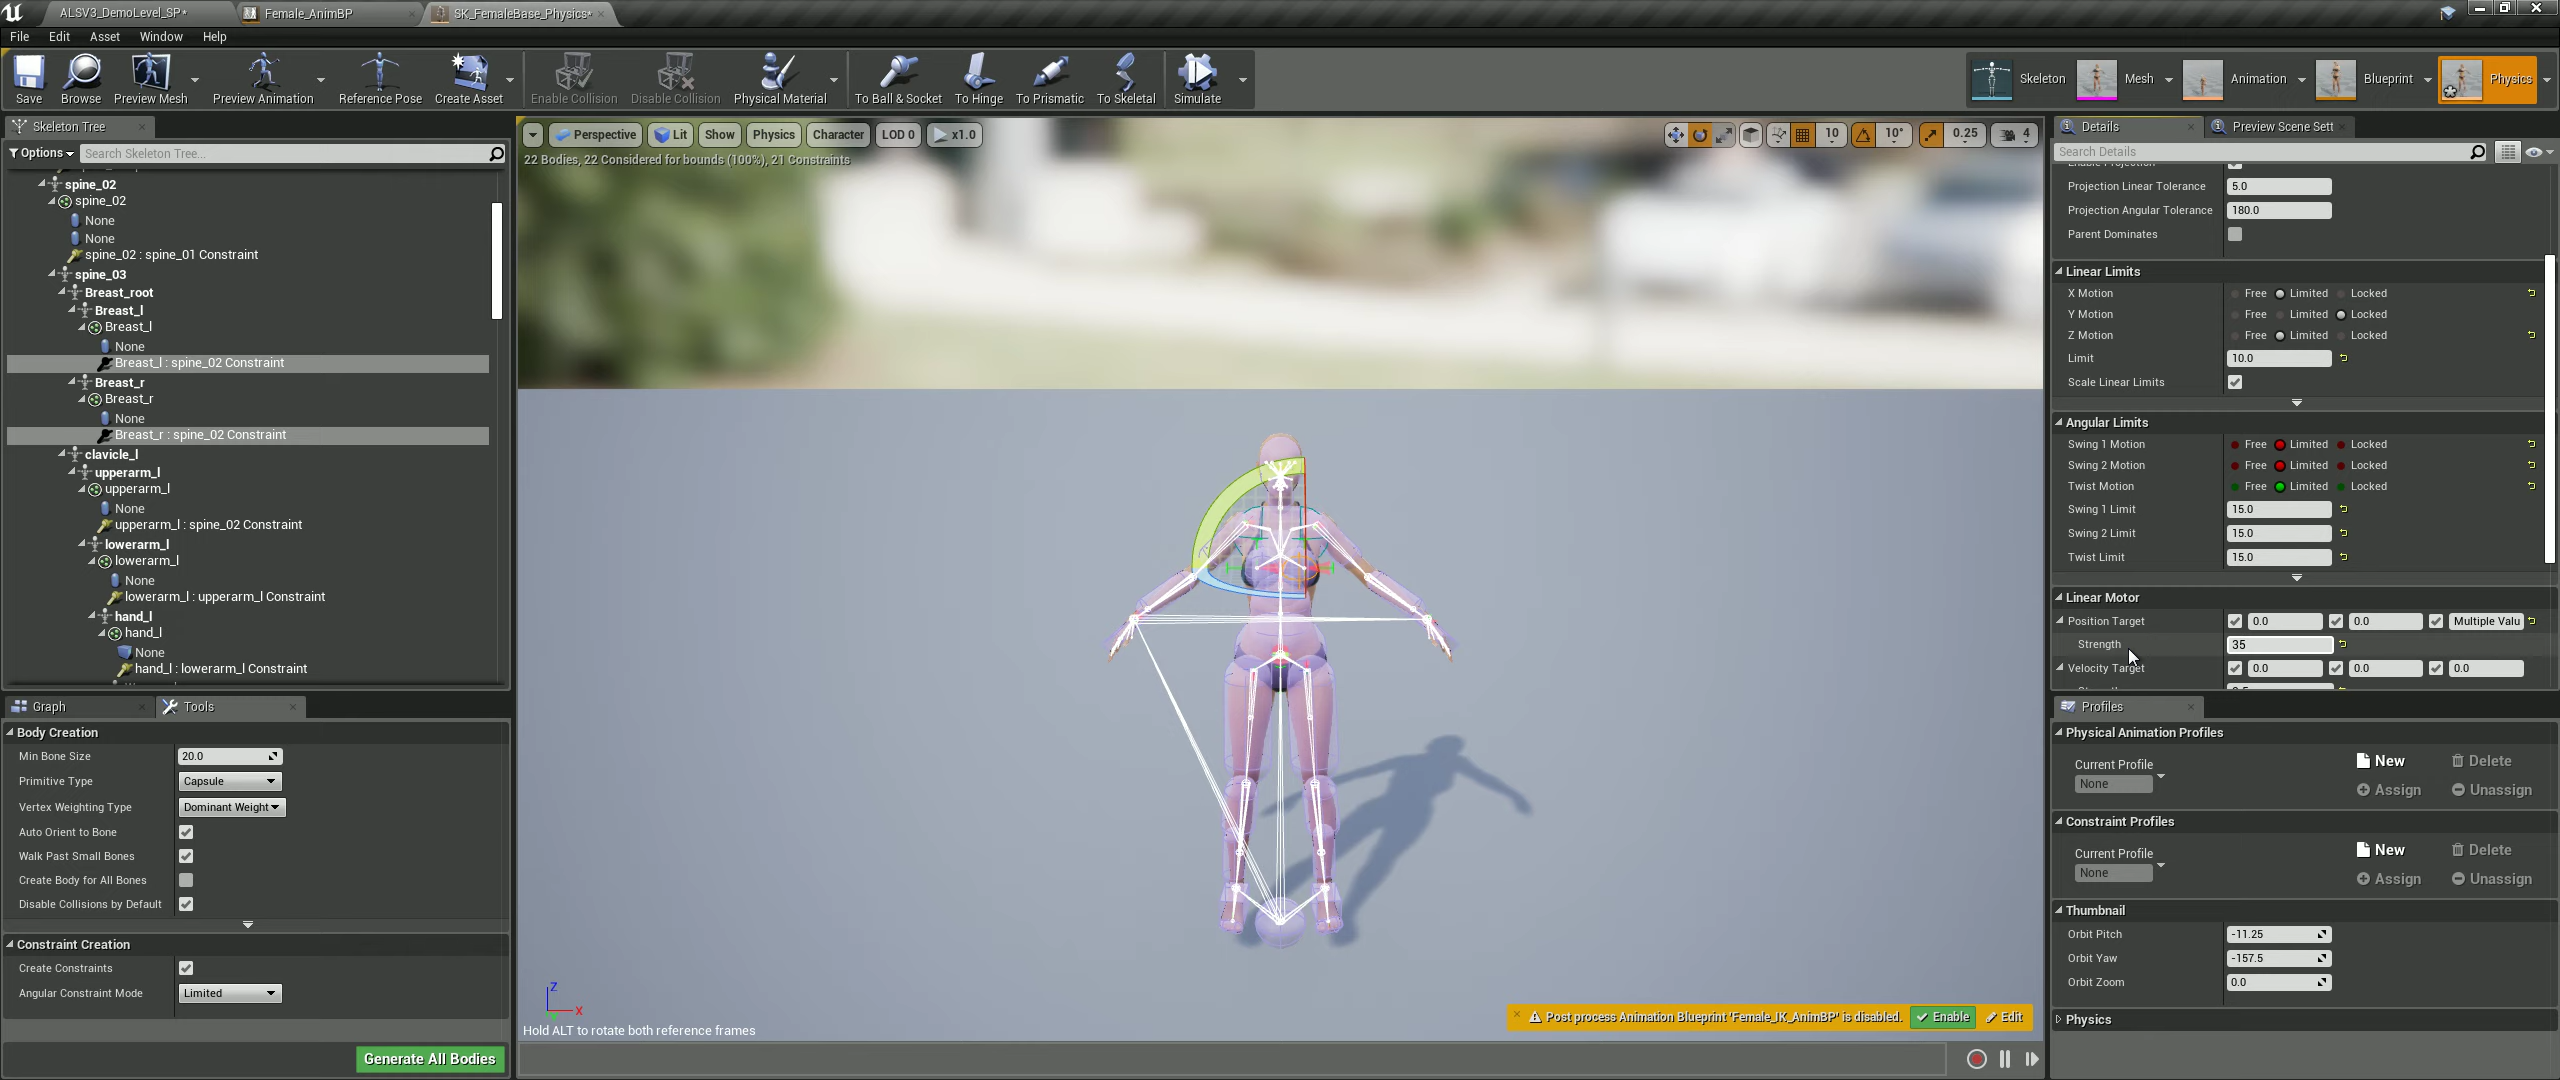 ALSV3_DemoLevel_SP*
Female_AnimBP
SK_FemaleBase_Physics*
File Edit Asset Window Help
Save Browse Preview Mesh Preview Animation Reference Pose Create Asset Enable Collision Disable Collision Physical Material To Ball & Socket To Hinge To Prismatic To Skeletal Simulate
Skeleton Mesh Animation Blueprint Physics
Skeleton Tree
Options Search Skeleton Tree...
spine_02
spine_02
None
None
spine_02 : spine_01 Constraint
spine_03
Breast_root
Breast_l
Breast_l
None
Breast_l : spine_02 Constraint
Breast_r
Breast_r
None
Breast_r : spine_02 Constraint
clavicle_l
upperarm_l
upperarm_l
None
upperarm_l : spine_02 Constraint
lowerarm_l
lowerarm_l
None
lowerarm_l : upperarm_l Constraint
hand_l
hand_l
None
hand_l : lowerarm_l Constraint
Graph Tools
Body Creation
Min Bone Size 20.0
Primitive Type Capsule
Vertex Weighting Type Dominant Weight
Auto Orient to Bone
Walk Past Small Bones
Create Body for All Bones
Disable Collisions by Default
Constraint Creation
Create Constraints
Angular Constraint Mode Limited
Generate All Bodies
Perspective Lit Show Physics Character LOD 0 x1.0
10 10° 0.25 4
22 Bodies, 22 Considered for bounds (100%), 21 Constraints
Z
X
Hold ALT to rotate both reference frames
Post process Animation Blueprint 'Female_IK_AnimBP' is disabled. Enable Edit
Details Preview Scene Sett
Search Details
Projection Linear Tolerance 5.0
Projection Angular Tolerance 180.0
Parent Dominates
Linear Limits
X Motion Free Limited Locked
Y Motion Free Limited Locked
Z Motion Free Limited Locked
Limit 10.0
Scale Linear Limits
Angular Limits
Swing 1 Motion Free Limited Locked
Swing 2 Motion Free Limited Locked
Twist Motion Free Limited Locked
Swing 1 Limit 15.0
Swing 2 Limit 15.0
Twist Limit 15.0
Linear Motor
Position Target 0.0 0.0 Multiple Valu
Strength 35
Velocity Target 0.0 0.0 0.0
Profiles
Physical Animation Profiles
Current Profile New Delete
None Assign Unassign
Constraint Profiles
Current Profile New Delete
None Assign Unassign
Thumbnail
Orbit Pitch -11.25
Orbit Yaw -157.5
Orbit Zoom 0.0
Physics